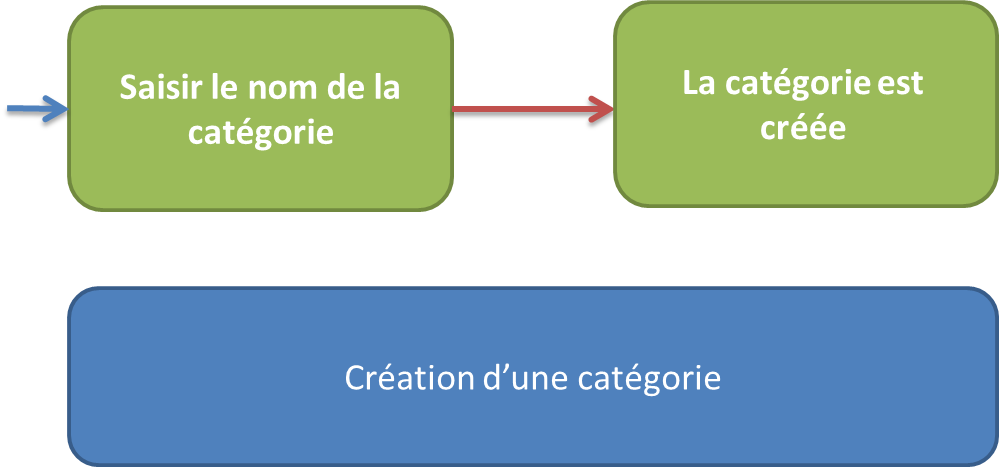 Saisir le nom de la
catégorie
La catégorie est
créée
Création d’une catégorie